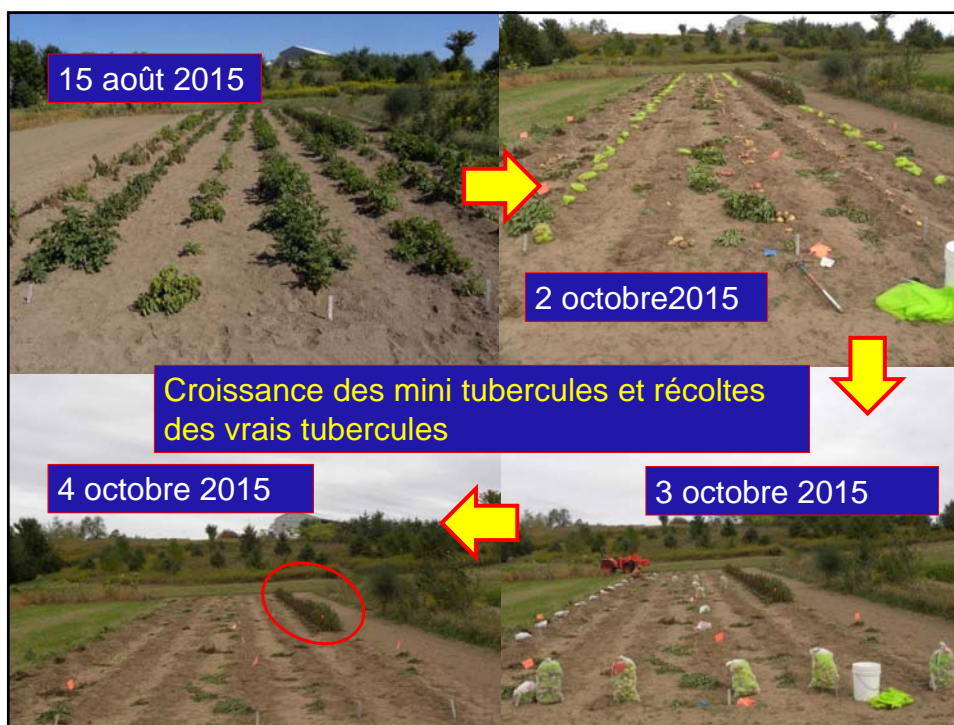 15 août 2015
2 octobre2015
Croissance des mini tubercules et récoltes
des vrais tubercules
4 octobre 2015
3 octobre 2015